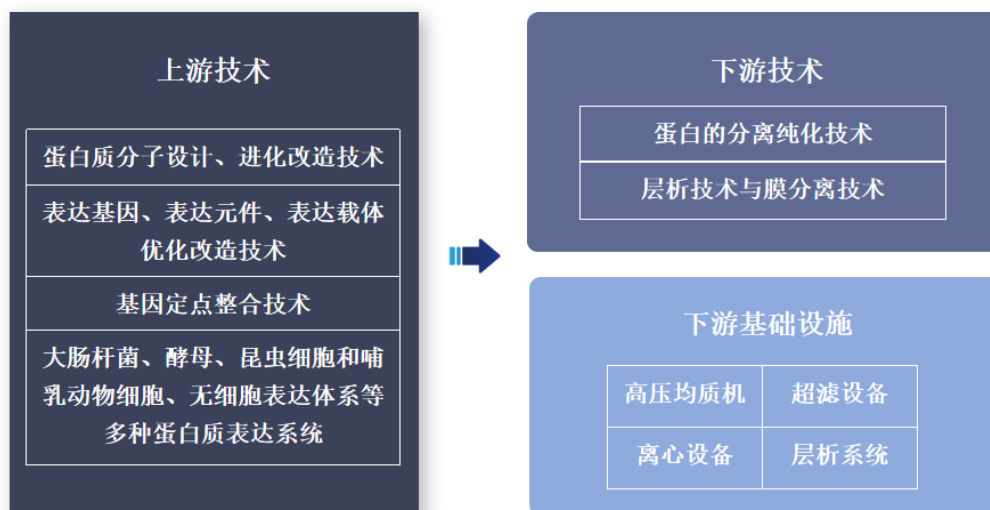 上游技术
蛋白质分子设计、进化改造技术
表达基因、表达元件、表达载体
优化改造技术
基因定点整合技术
大肠杆菌、酵母、昆虫细胞和哺
乳动物细胞、无细胞表达体系等
多种蛋白质表达系统
下游技术
蛋白的分离纯化技术
层析技术与膜分离技术
下游基础设施
高压均质机
超滤设备
离心设备
层析系统